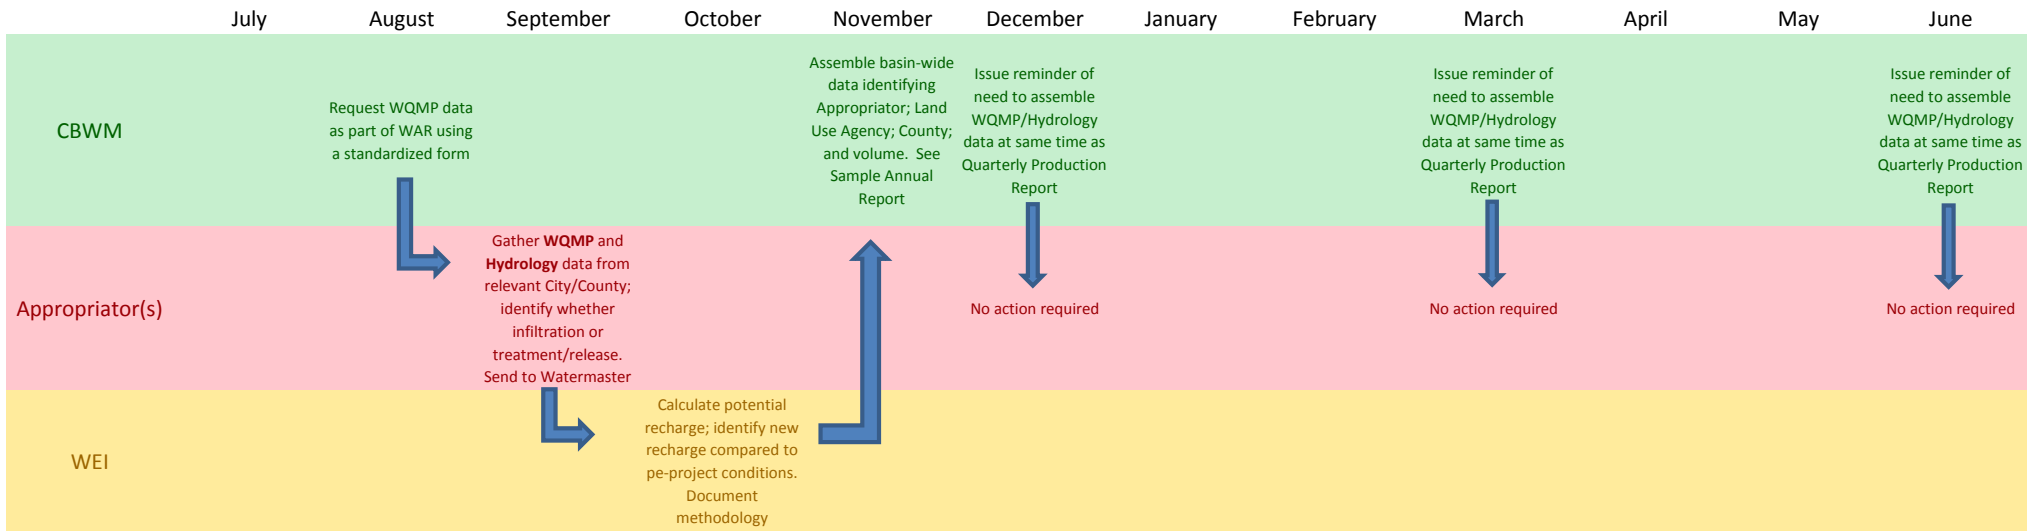 July August September October November December January February March April May June
CBWM
Request WQMP data
as part of WAR using
a standardized form
Assemble basin-wide
data identifying
Appropriator; Land
Use Agency; County;
and volume.  See
Sample Annual
Report
Issue reminder of
need to assemble
WQMP/Hydrology
data at same time as
Quarterly Production
Report
Issue reminder of
need to assemble
WQMP/Hydrology
data at same time as
Quarterly Production
Report
Issue reminder of
need to assemble
WQMP/Hydrology
data at same time as
Quarterly Production
Report
Appropriator(s)
Gather WQMP and
Hydrology data from
relevant City/County;
identify whether
infiltration or
treatment/release.
Send to Watermaster
No action required
No action required
No action required
WEI
Calculate potential
recharge; identify new
recharge compared to
pe-project conditions.
Document
methodology